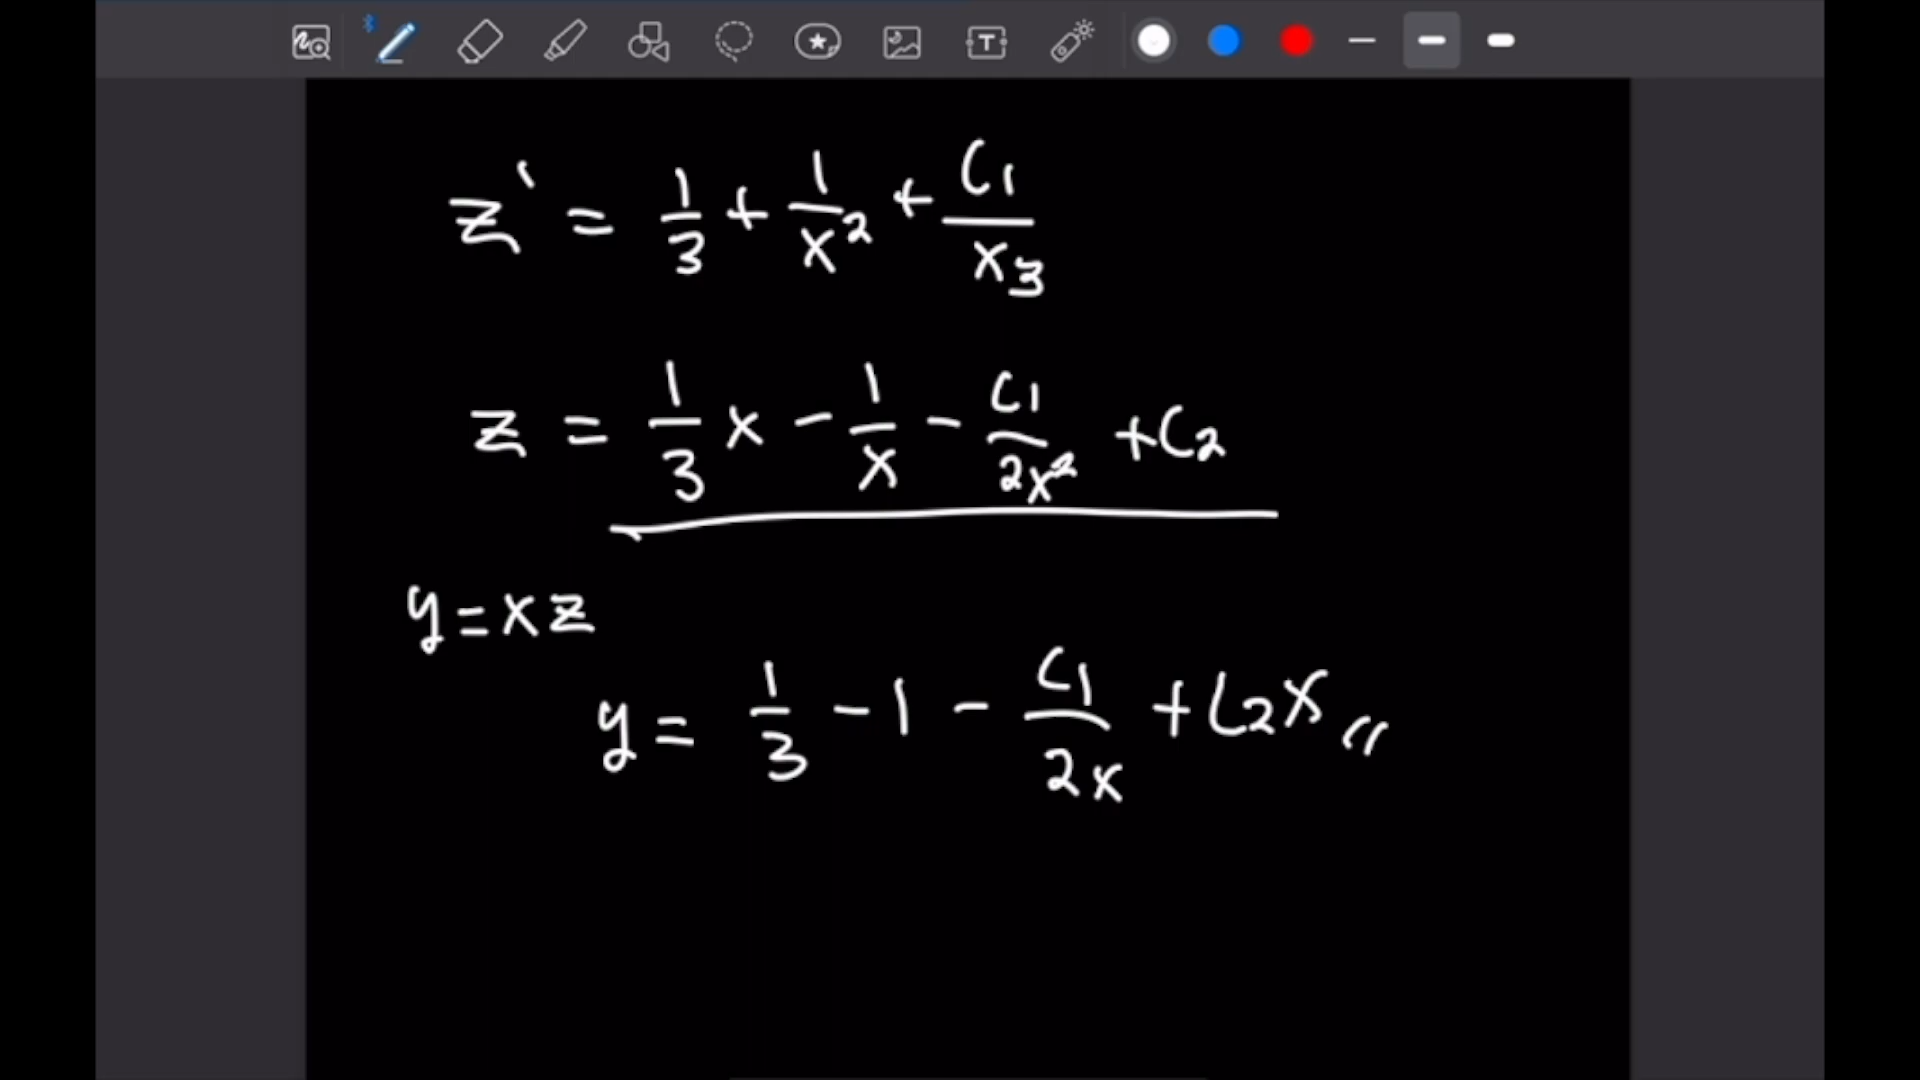 z' = 1/3 + 1/x² + C₁/x₃
z = 1/3 x - 1/x - C₁/2x² + C₂
y = xz
y = 1/3 - 1 - C₁/2x + C₂x